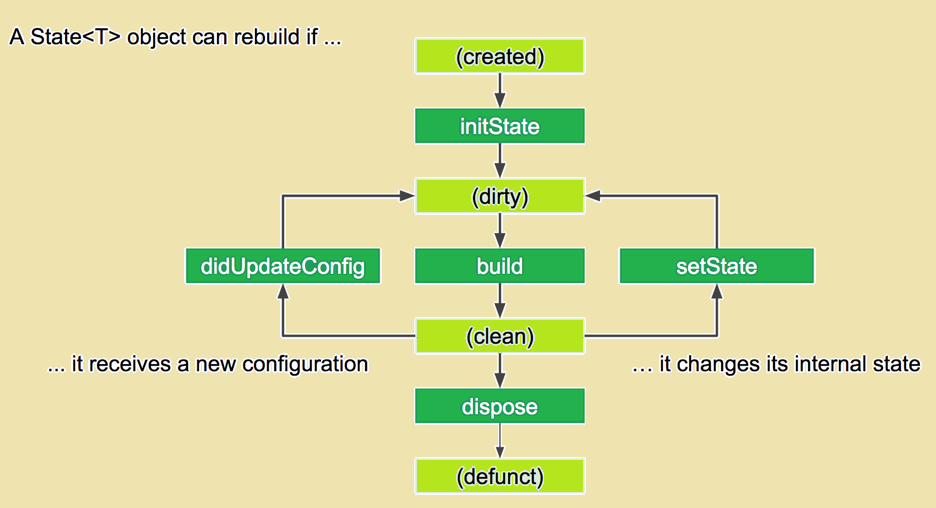 A State<T> object can rebuild if ...
(created)
initState
(dirty)
didUpdateConfig
build
setState
(clean)
... it receives a new configuration
... it changes its internal state
dispose
(defunct)